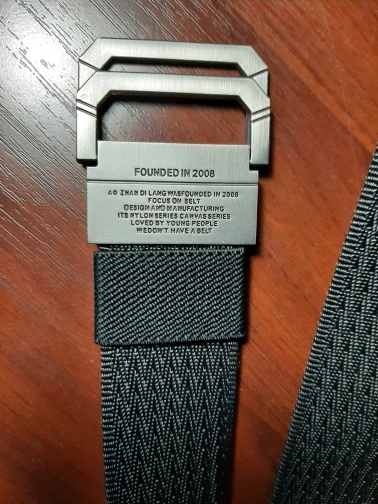 FOUNDED IN 2008
AO ZHAN DI LANG WASFOUNDED IN 2008
FOCUS ON BELT
DESIGN AND MANUFACTURING
ITS NYLON SERIES CANVAS SERIES
LOVED BY YOUNG PEOPLE
WEDON'T HAVE A BELT